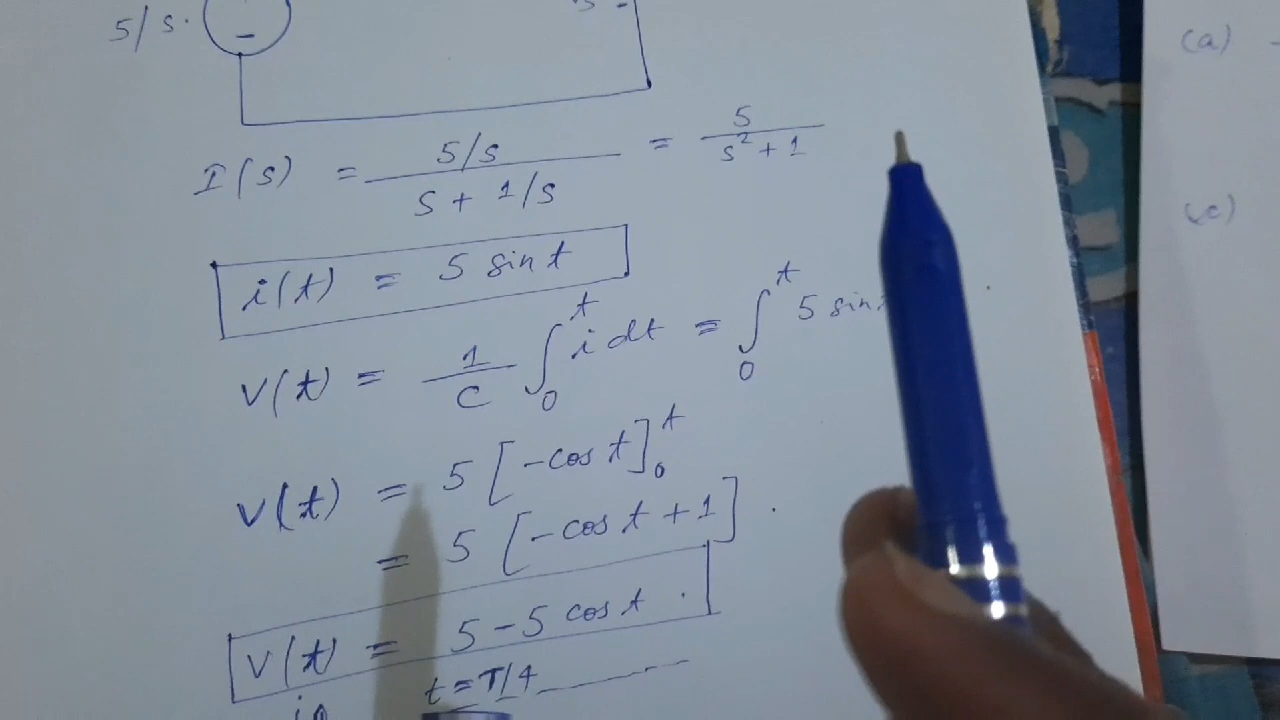 5/s.
(a) -
I(s) = 5/s / s + 1/s = 5 / s² + 1
(c)
i(t) = 5 sin t
v(t) = 1/C ∫₀ᵗ i dt = ∫₀ᵗ 5 sin
v(t) = 5 [-cos t]₀ᵗ
= 5 [-cos t + 1].
v(t) = 5 - 5 cos t.
t = T/4